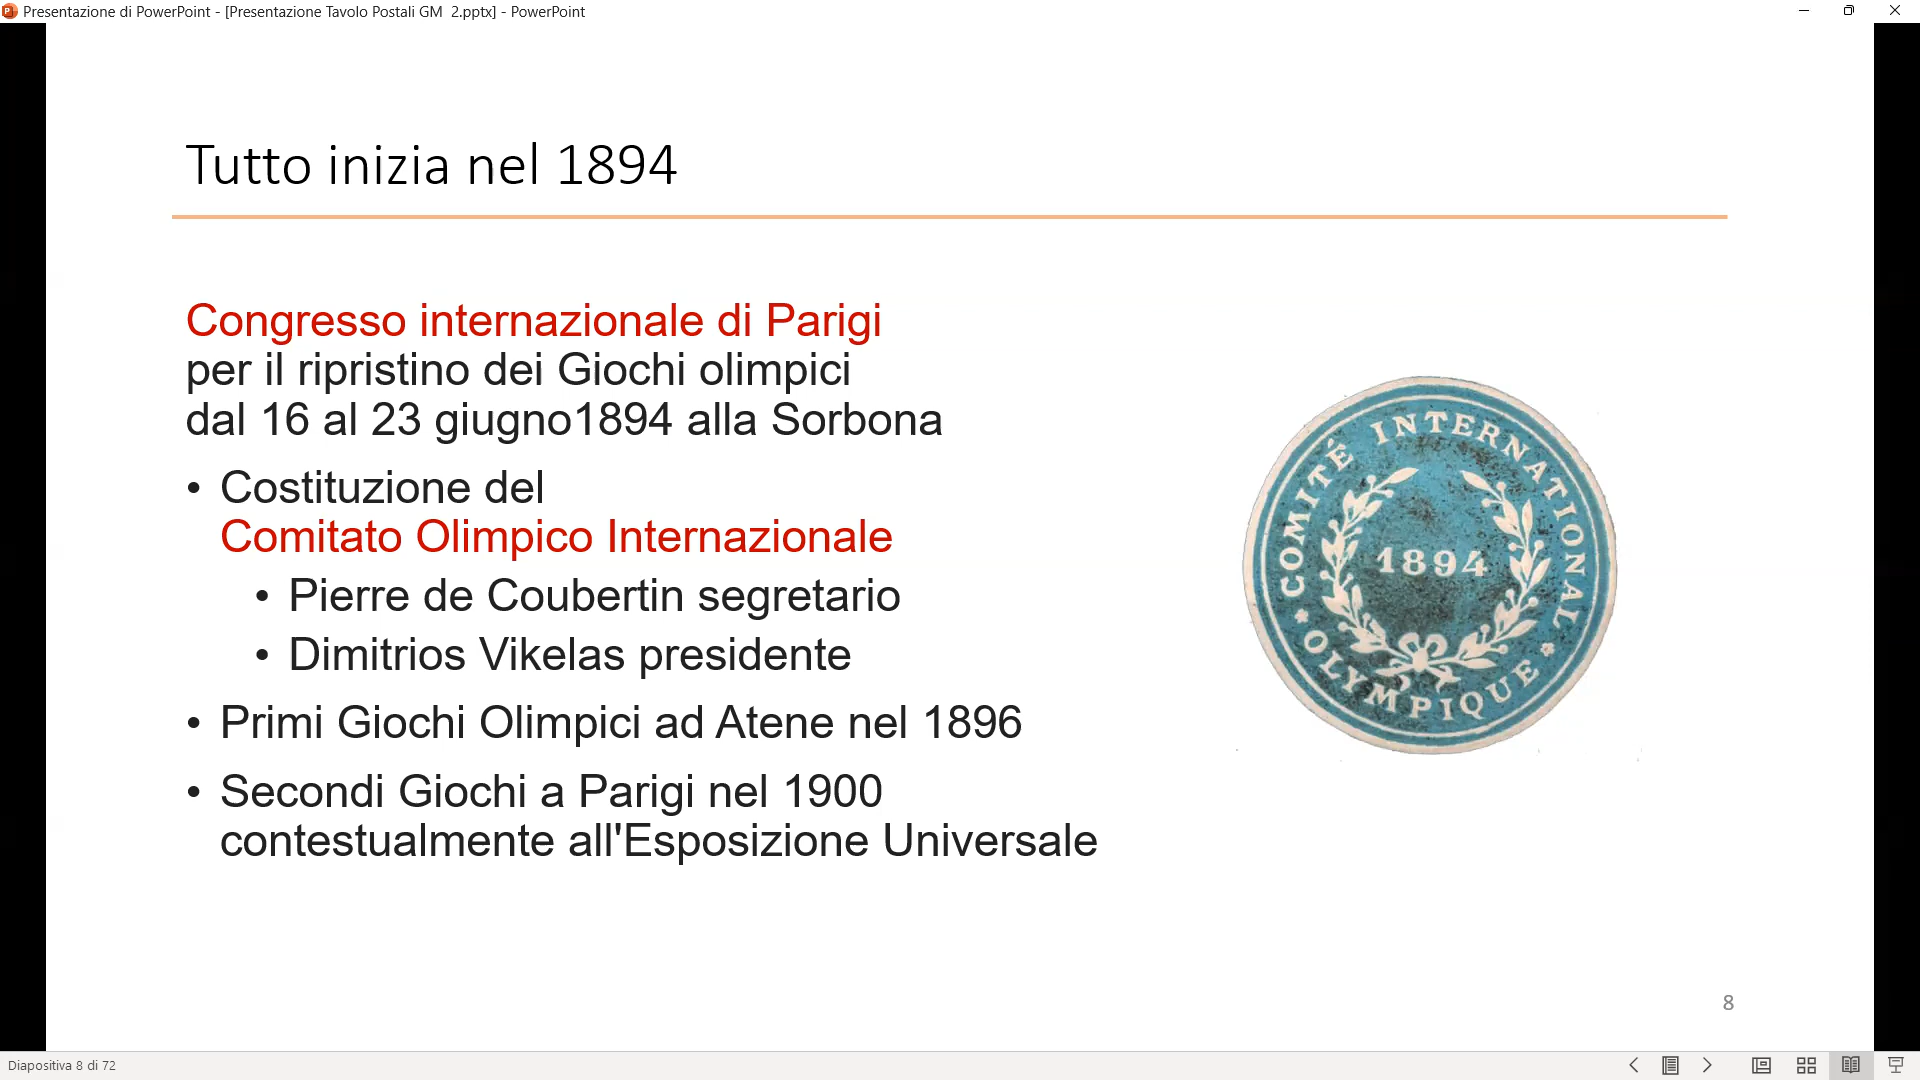 Presentazione di PowerPoint - [Presentazione Tavolo Postali GM  2.pptx] - PowerPoint
Tutto inizia nel 1894
Congresso internazionale di Parigi
per il ripristino dei Giochi olimpici
dal 16 al 23 giugno1894 alla Sorbona
• Costituzione del
Comitato Olimpico Internazionale
• Pierre de Coubertin segretario
• Dimitrios Vikelas presidente
• Primi Giochi Olimpici ad Atene nel 1896
• Secondi Giochi a Parigi nel 1900
contestualmente all'Esposizione Universale
COMITÉ INTERNATIONAL
1894
OLYMPIQUE
8
Diapositiva 8 di 72